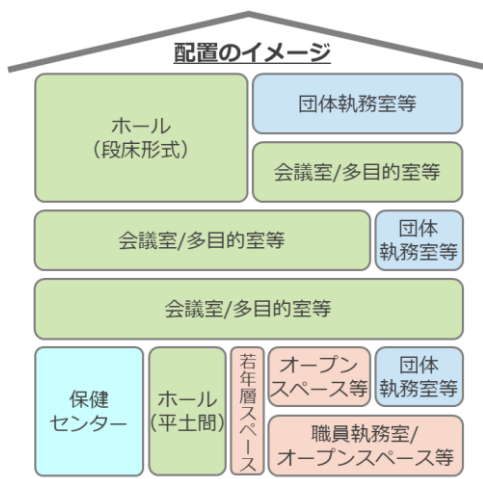 配置のイメージ
ホール
（段床形式）
団体執務室等
会議室/多目的室等
会議室/多目的室等
団体
執務室等
会議室/多目的室等
保健
センター
ホール
(平土間)
若年層スペース
オープン
スペース等
団体
執務室等
職員執務室/
オープンスペース等